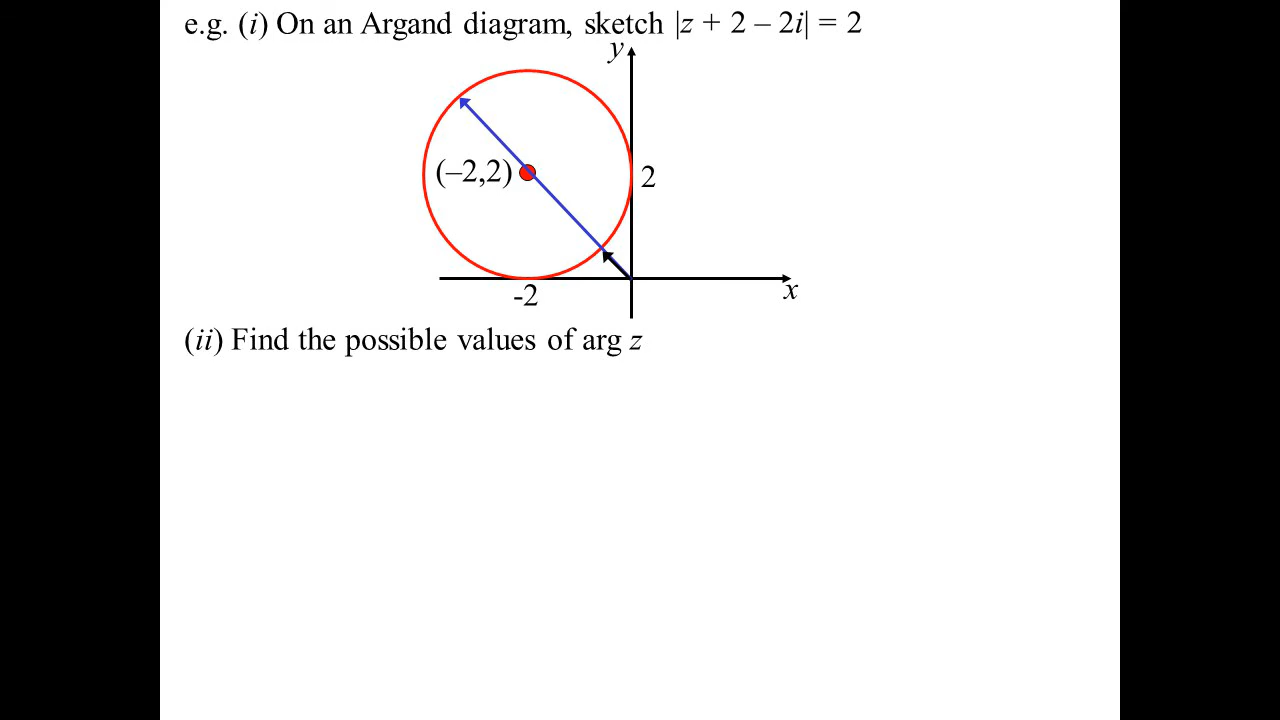 e.g. (i) On an Argand diagram, sketch |z + 2 – 2i| = 2
y
(–2,2)
2
-2
x
(ii) Find the possible values of arg z